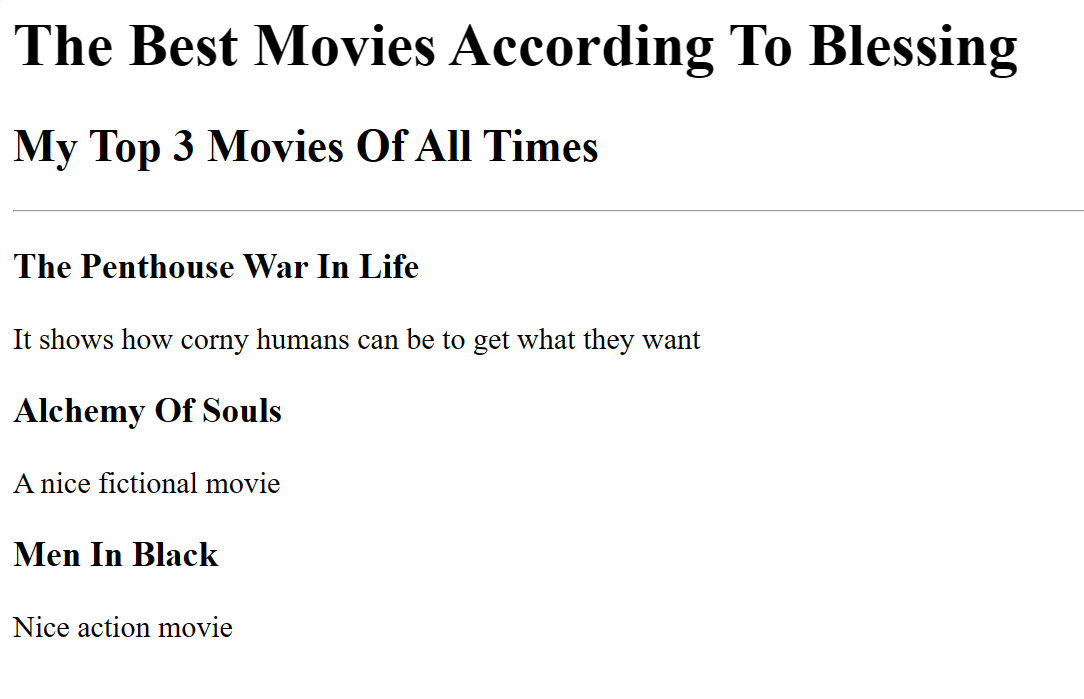 The Best Movies According To Blessing
My Top 3 Movies Of All Times
The Penthouse War In Life
It shows how corny humans can be to get what they want
Alchemy Of Souls
A nice fictional movie
Men In Black
Nice action movie